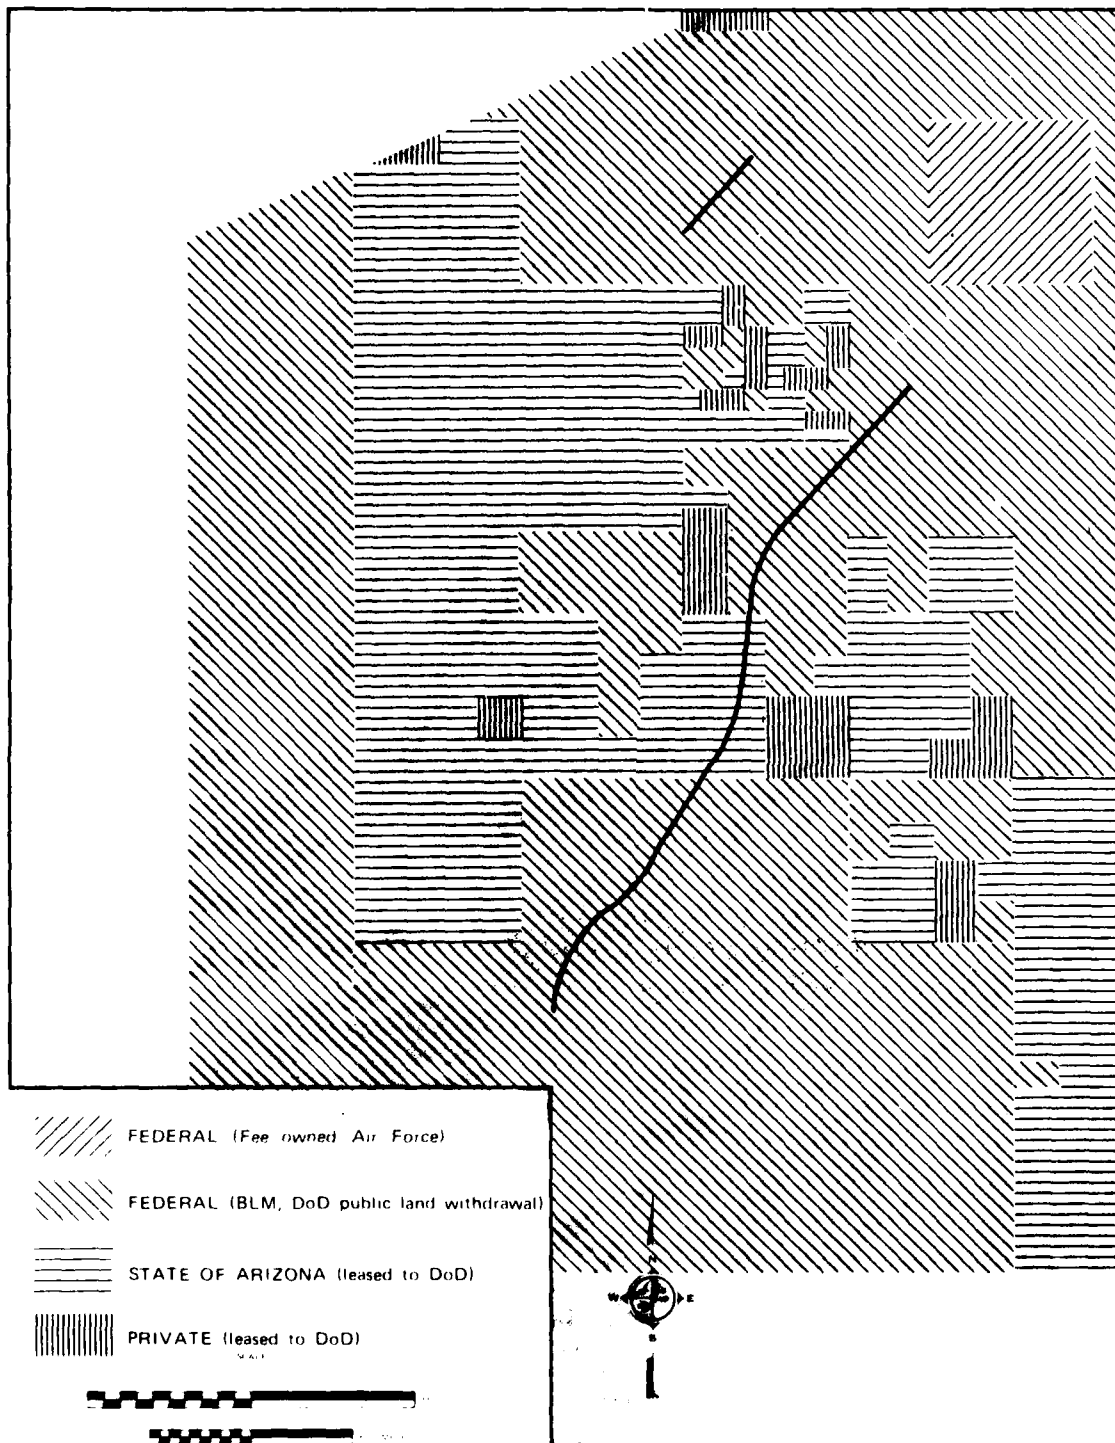 FEDERAL (Fee owned Air Force)
FEDERAL (BLM, DoD public land withdrawal)
STATE OF ARIZONA (leased to DoD)
PRIVATE (leased to DoD)
SCALE
N
W E
S